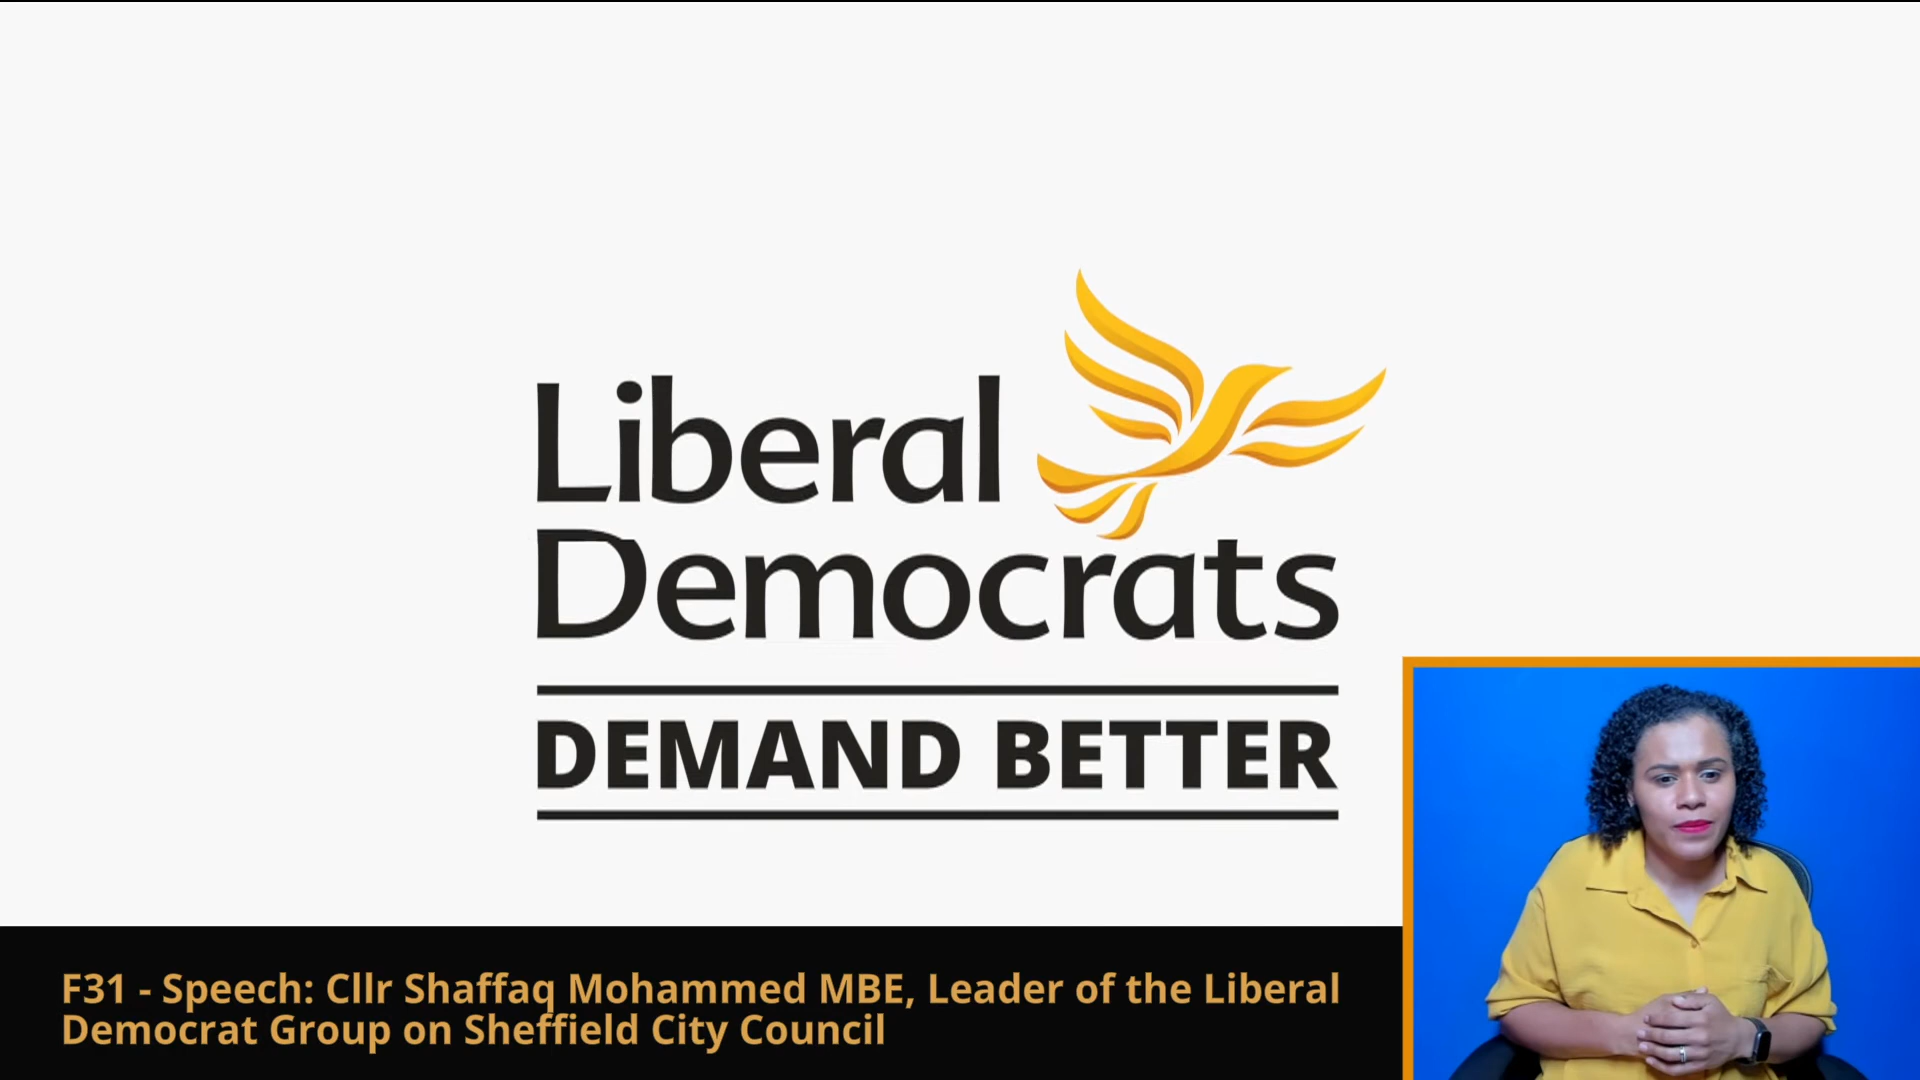 Liberal
Democrats
DEMAND BETTER
F31 - Speech: Cllr Shaffaq Mohammed MBE, Leader of the Liberal
Democrat Group on Sheffield City Council